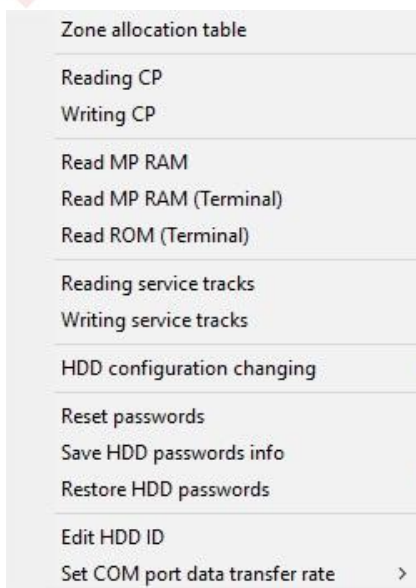 Zone allocation table
Reading CP
Writing CP
Read MP RAM
Read MP RAM (Terminal)
Read ROM (Terminal)
Reading service tracks
Writing service tracks
HDD configuration changing
Reset passwords
Save HDD passwords info
Restore HDD passwords
Edit HDD ID
Set COM port data transfer rate